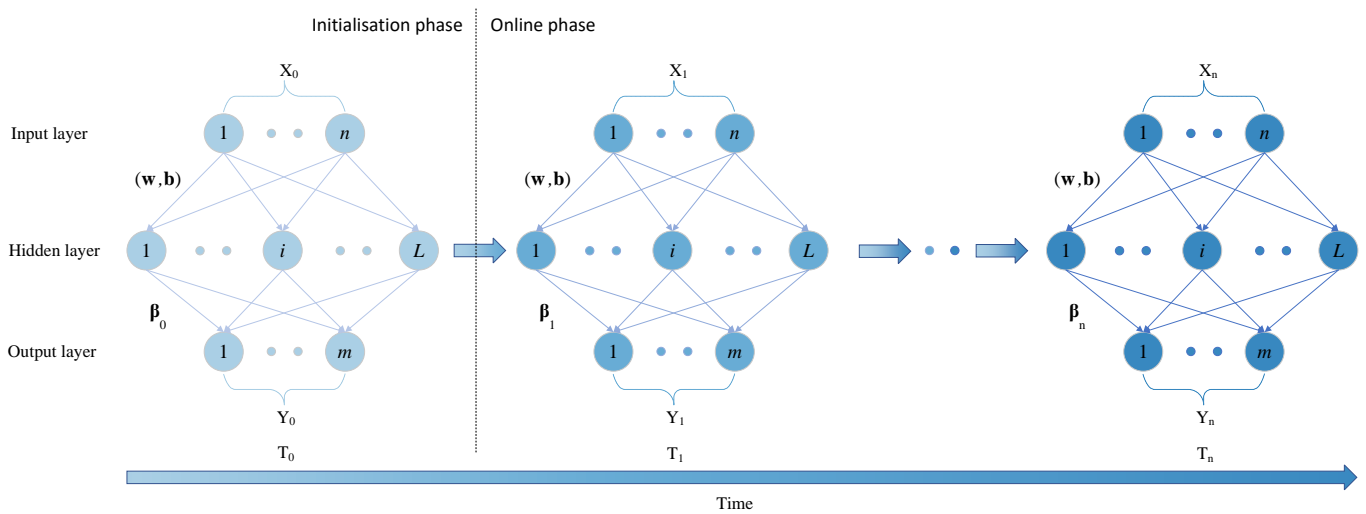 Initialisation phase Online phase
X₀ X₁ Xₙ
Input layer 1 n 1 n 1 n
(w,b) (w,b) (w,b)
Hidden layer 1 i L 1 i L 1 i L
β₀ β₁ βₙ
Output layer 1 m 1 m 1 m
Y₀ Y₁ Yₙ
T₀ T₁ Tₙ
Time